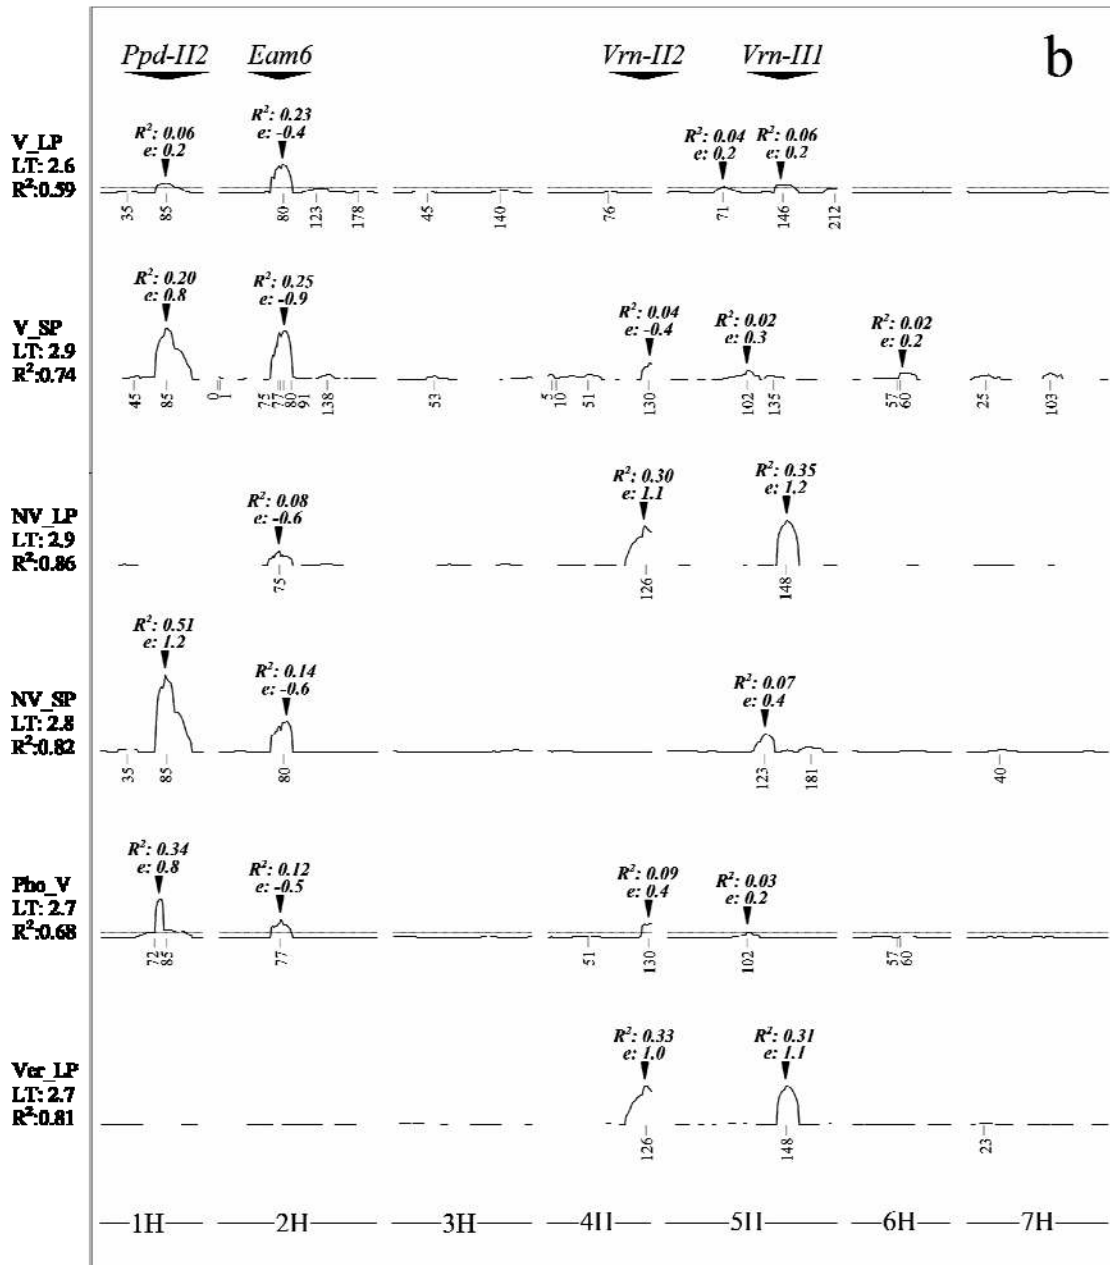 Ppd-II2 Eam6 Vrn-II2 Vrn-III1 b
V_LP
LT: 2.6
R²:0.59
R²: 0.06
e: 0.2
R²: 0.23
e: -0.4
R²: 0.04
e: 0.2
R²: 0.06
e: 0.2
35 85 80 123 178 45 140 76 71 146 212
V_SP
LT: 2.9
R²:0.74
R²: 0.20
e: 0.8
R²: 0.25
e: -0.9
R²: 0.04
e: -0.4
R²: 0.02
e: 0.3
R²: 0.02
e: 0.2
45 85 0 1 75 77 80 91 138 53 5 10 51 130 102 135 57 60 25 103
NV_LP
LT: 2.9
R²:0.86
R²: 0.08
e: -0.6
R²: 0.30
e: 1.1
R²: 0.35
e: 1.2
75 126 148
NV_SP
LT: 2.8
R²:0.82
R²: 0.51
e: 1.2
R²: 0.14
e: -0.6
R²: 0.07
e: 0.4
35 85 80 123 181 40
Pho_V
LT: 2.7
R²:0.68
R²: 0.34
e: 0.8
R²: 0.12
e: -0.5
R²: 0.09
e: 0.4
R²: 0.03
e: 0.2
72 85 77 51 130 102 57 60
Ver_LP
LT: 2.7
R²:0.81
R²: 0.33
e: 1.0
R²: 0.31
e: 1.1
126 148 23
1H 2H 3H 4II 5II 6H 7H